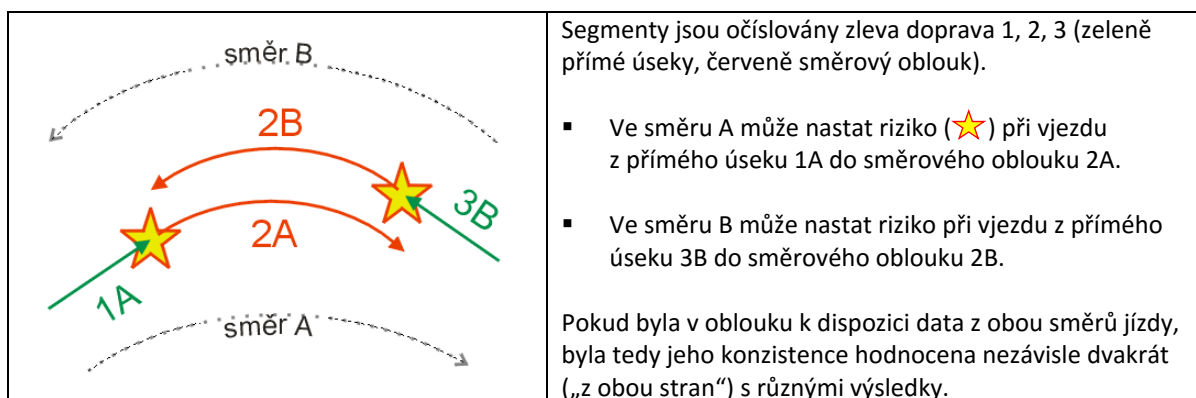 směr B
2B
2A
3B
1A
směr A
Segmenty jsou očíslovány zleva doprava 1, 2, 3 (zeleně
přímé úseky, červeně směrový oblouk).
▪ Ve směru A může nastat riziko ( ) při vjezdu
z přímého úseku 1A do směrového oblouku 2A.
▪ Ve směru B může nastat riziko při vjezdu z přímého
úseku 3B do směrového oblouku 2B.
Pokud byla v oblouku k dispozici data z obou směrů jízdy,
byla tedy jeho konzistence hodnocena nezávisle dvakrát
(„z obou stran“) s různými výsledky.